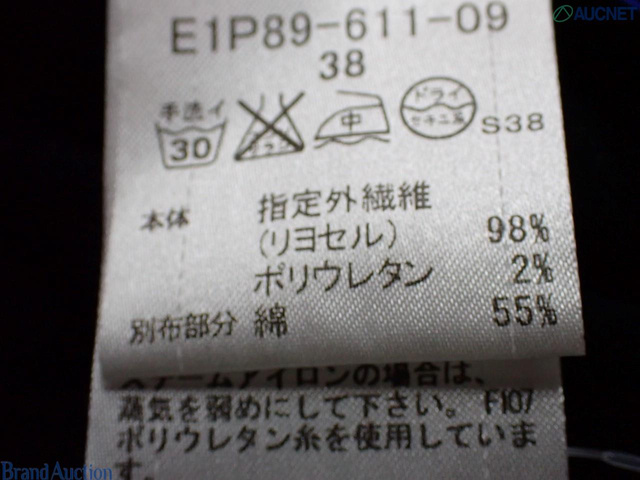 AUCNET
E1P89-611-09
38
手洗イ
30
中
ドライ
セキユ系
S38
本体 指定外繊維
(リヨセル) 98%
ポリウレタン 2%
別布部分 綿 55%
スチームアイロンの場合は、
蒸気を弱めにして下さい。 F107
ポリウレタン糸を使用していま
す。
Brand Auction